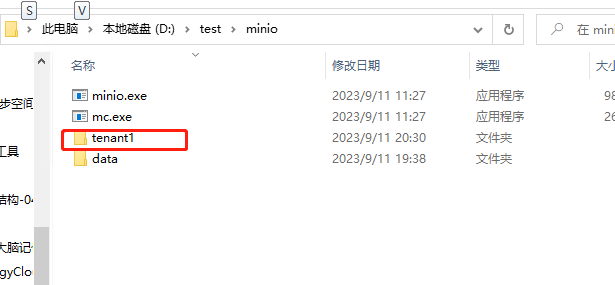 S V
此电脑 > 本地磁盘 (D:) > test > minio
在 min
名称 修改日期 类型 大小
minio.exe 2023/9/11 11:27 应用程序 98
mc.exe 2023/9/11 11:27 应用程序 26
tenant1 2023/9/11 20:30 文件夹
data 2023/9/11 19:38 文件夹
步空间
工具
结构-04
大脑记
gyClou